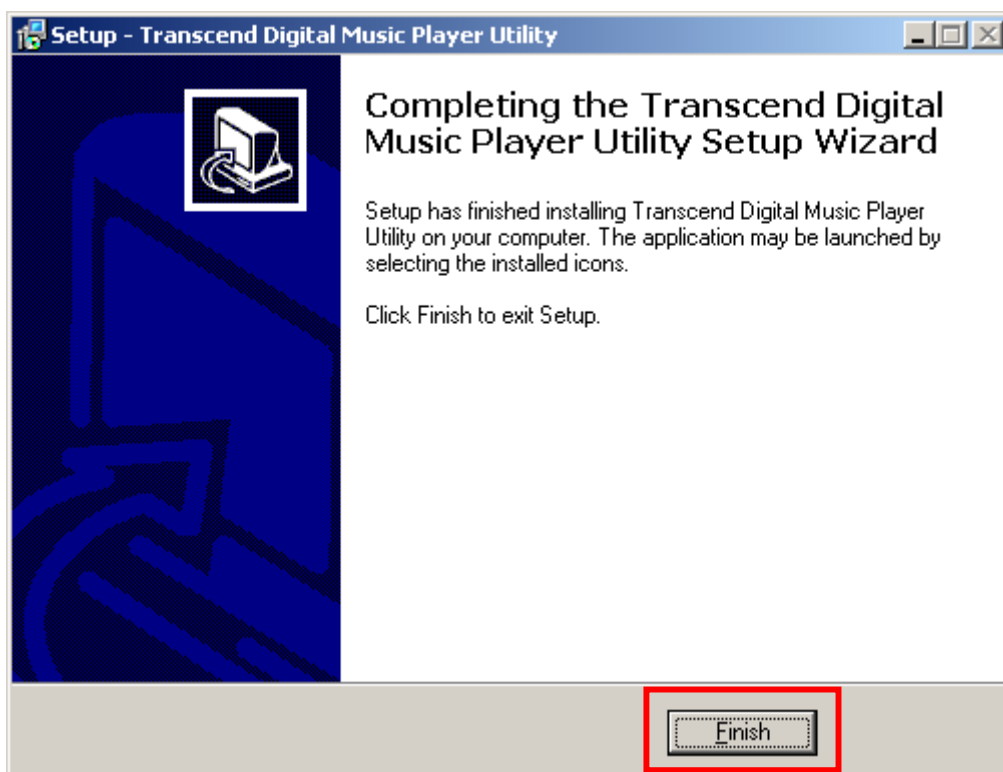 Setup - Transcend Digital Music Player Utility
Completing the Transcend Digital
Music Player Utility Setup Wizard
Setup has finished installing Transcend Digital Music Player
Utility on your computer. The application may be launched by
selecting the installed icons.
Click Finish to exit Setup.
Finish